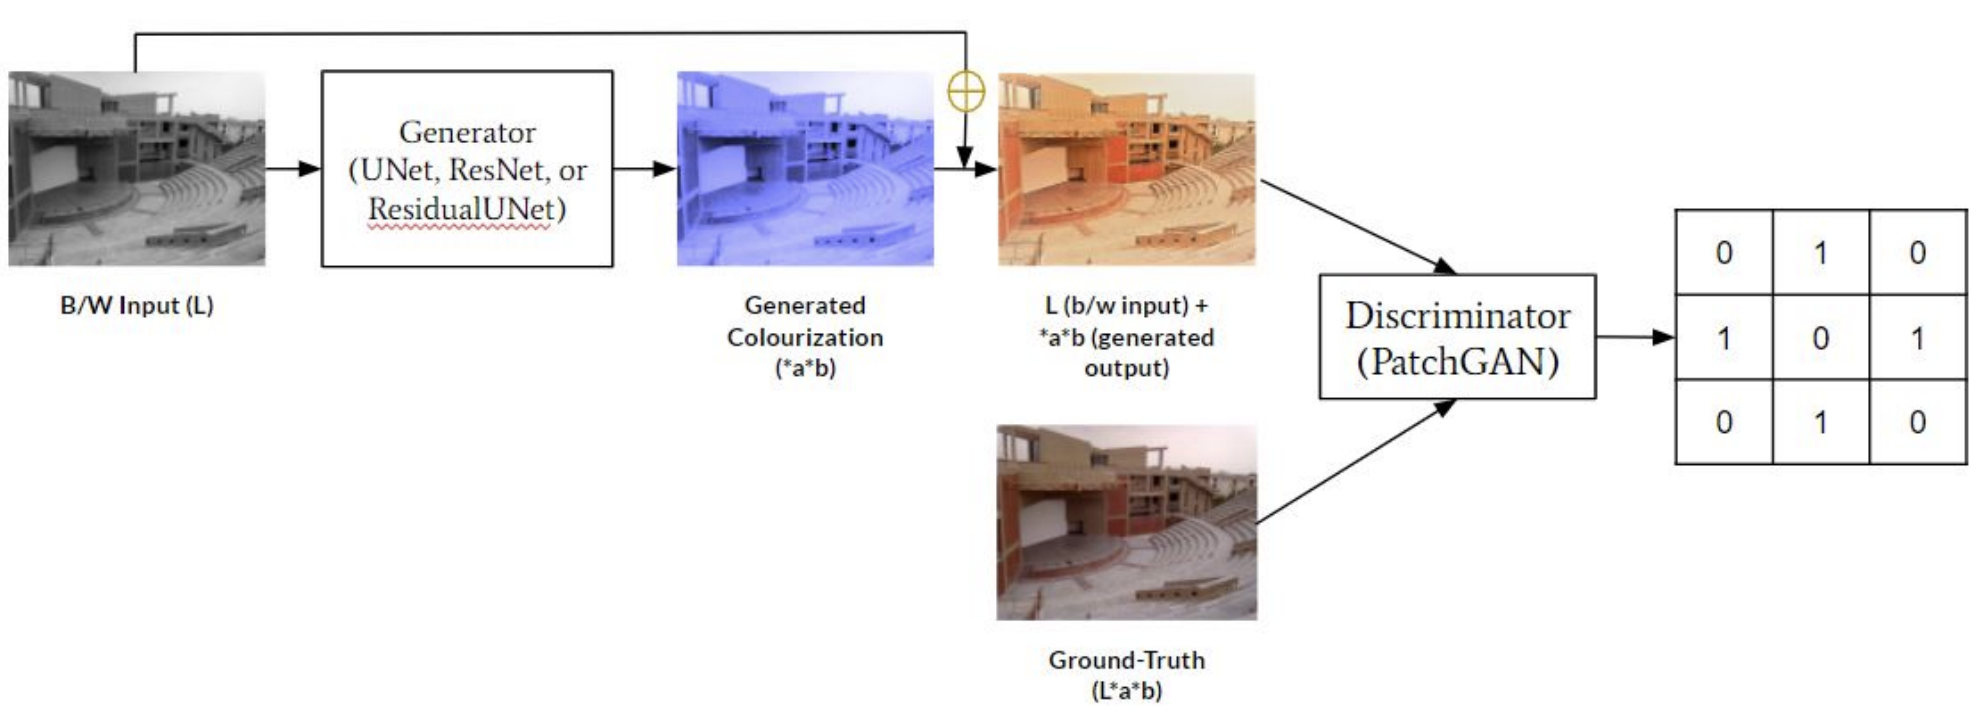 Generator
(UNet, ResNet, or
ResidualUNet)
B/W Input (L)
Generated
Colourization
(*a*b)
L (b/w input) +
*a*b (generated
output)
Discriminator
(PatchGAN)
0 1 0
1 0 1
0 1 0
Ground-Truth
(L*a*b)